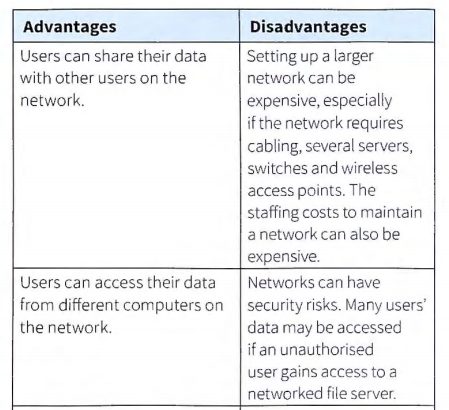 Advantages
Disadvantages
Users can share their data
with other users on the
network.
Setting up a larger
network can be
expensive, especially
if the network requires
cabling, several servers,
switches and wireless
access points. The
staffing costs to maintain
a network can also be
expensive.
Users can access their data
from different computers on
the network.
Networks can have
security risks. Many users’
data may be accessed
if an unauthorised
user gains access to a
networked file server.